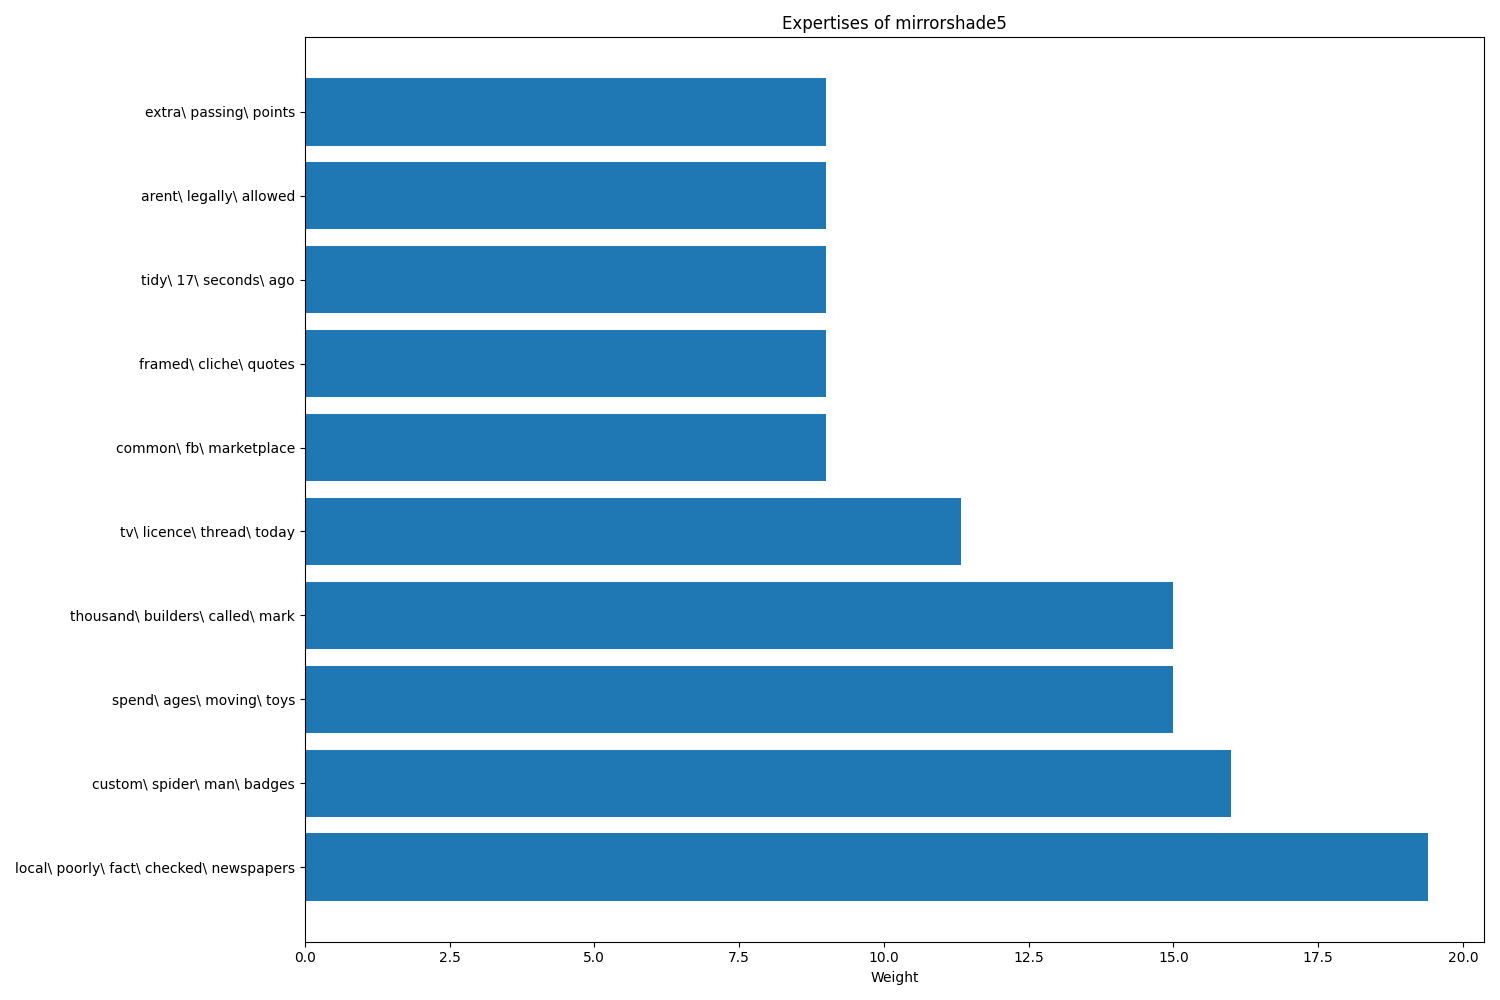 Expertises of mirrorshade5
extra\ passing\ points
arent\ legally\ allowed
tidy\ 17\ seconds\ ago
framed\ cliche\ quotes
common\ fb\ marketplace
tv\ licence\ thread\ today
thousand\ builders\ called\ mark
spend\ ages\ moving\ toys
custom\ spider\ man\ badges
local\ poorly\ fact\ checked\ newspapers
0.0 2.5 5.0 7.5 10.0 12.5 15.0 17.5 20.0
Weight